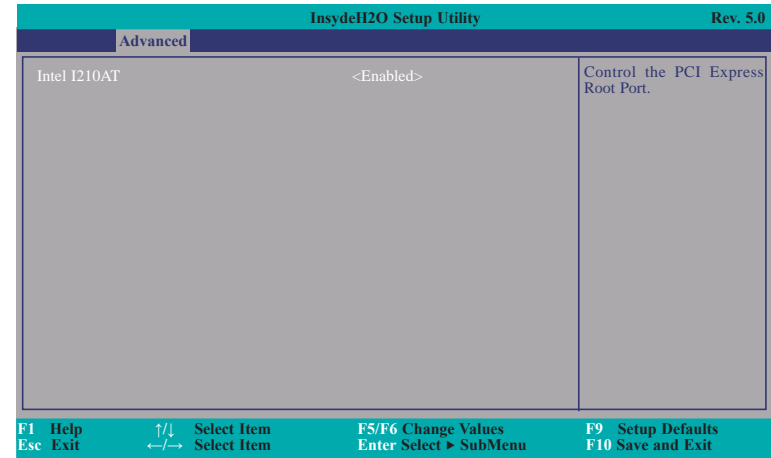 InsydeH2O Setup Utility Rev. 5.0
Advanced
Intel I210AT <Enabled>
Control the PCI Express
Root Port.
F1 Help ↑/↓ Select Item F5/F6 Change Values F9 Setup Defaults
Esc Exit ←/→ Select Item Enter Select ▶ SubMenu F10 Save and Exit